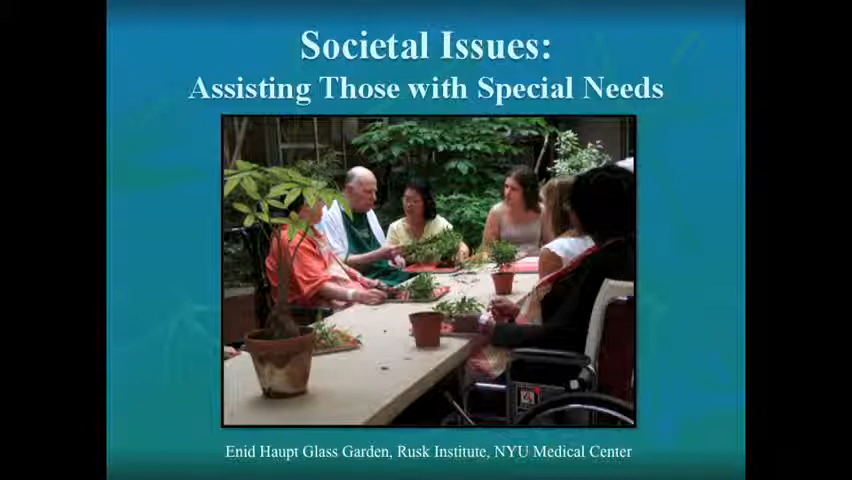 Societal Issues:
Assisting Those with Special Needs
Enid Haupt Glass Garden, Rusk Institute, NYU Medical Center